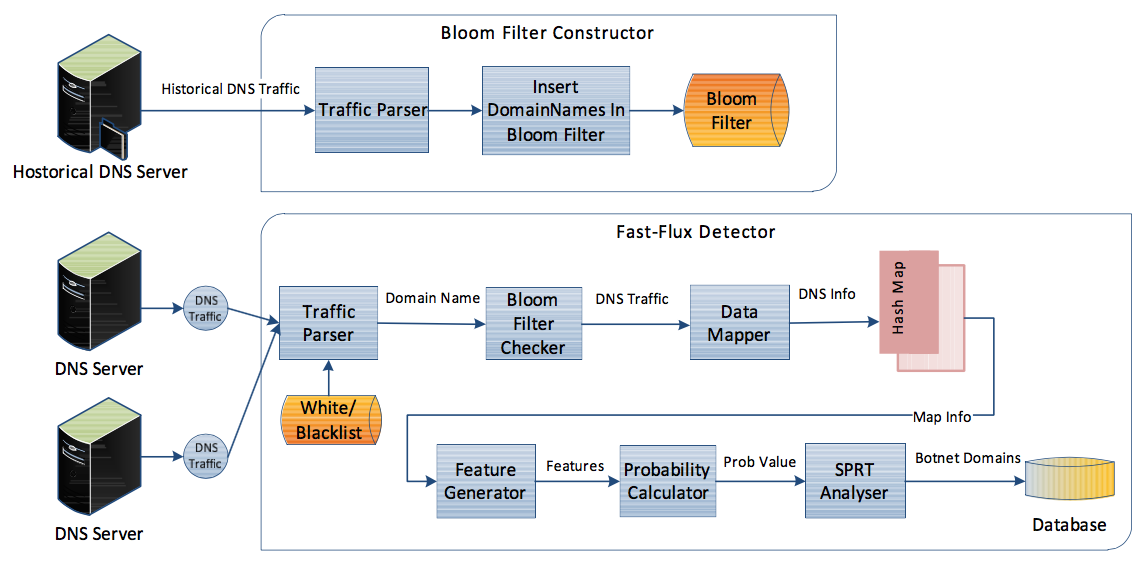 Bloom Filter Constructor
Historical DNS Traffic
Traffic Parser
Insert
DomainNames In
Bloom Filter
Bloom
Filter
Hostorical DNS Server
Fast-Flux Detector
DNS
Traffic
DNS Server
Traffic
Parser
Domain Name
Bloom
Filter
Checker
DNS Traffic
Data
Mapper
DNS Info
Hash Map
White/
Blacklist
Map Info
DNS
Traffic
DNS Server
Feature
Generator
Features
Probability
Calculator
Prob Value
SPRT
Analyser
Botnet Domains
Database